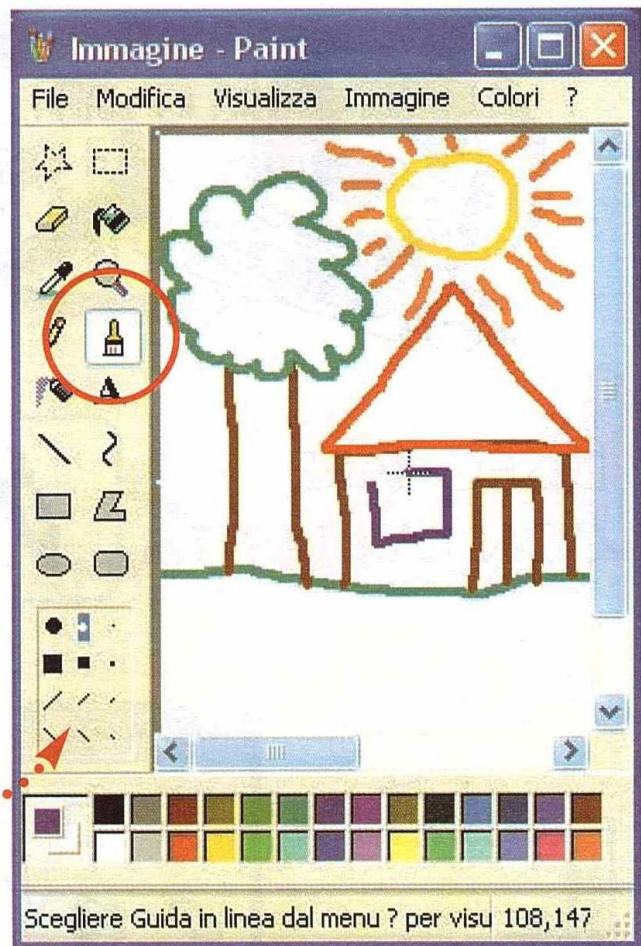 Immagine - Paint
File Modifica Visualizza Immagine Colori ?
Scegliere Guida in linea dal menu ? per visu 108,147